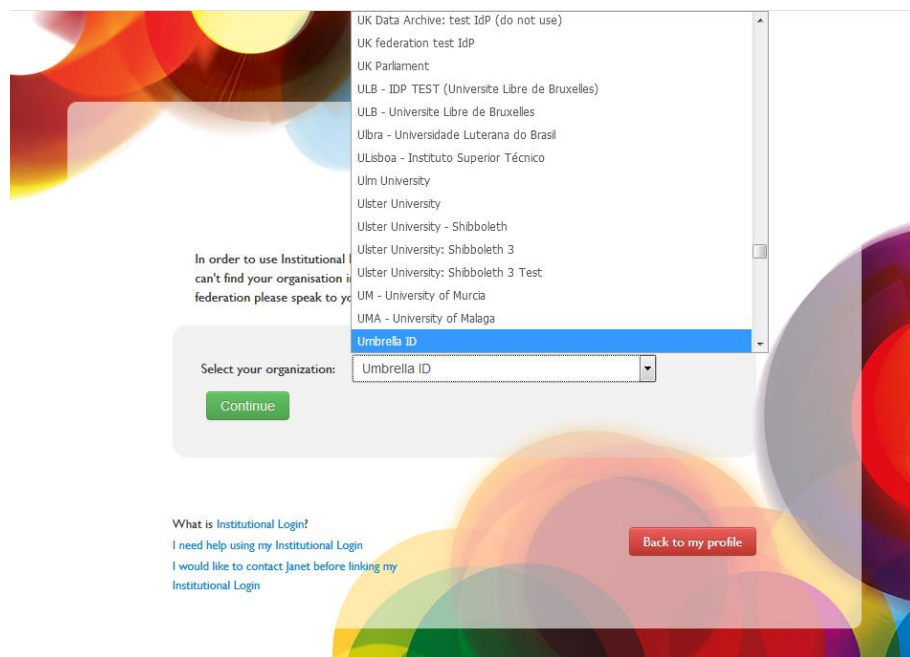 UK Data Archive: test IdP (do not use)
UK federation test IdP
UK Parliament
ULB - IDP TEST (Universite Libre de Bruxelles)
ULB - Universite Libre de Bruxelles
Ulbra - Universidade Luterana do Brasil
ULisboa - Instituto Superior Técnico
Ulm University
Ulster University
Ulster University - Shibboleth
Ulster University: Shibboleth 3
Ulster University: Shibboleth 3 Test
UM - University of Murcia
UMA - University of Malaga
Umbrella ID
In order to use Institutional
can't find your organisation
federation please speak to
Select your organization: Umbrella ID
Continue
What is Institutional Login?
I need help using my Institutional Login
I would like to contact Janet before linking my
Institutional Login
Back to my profile